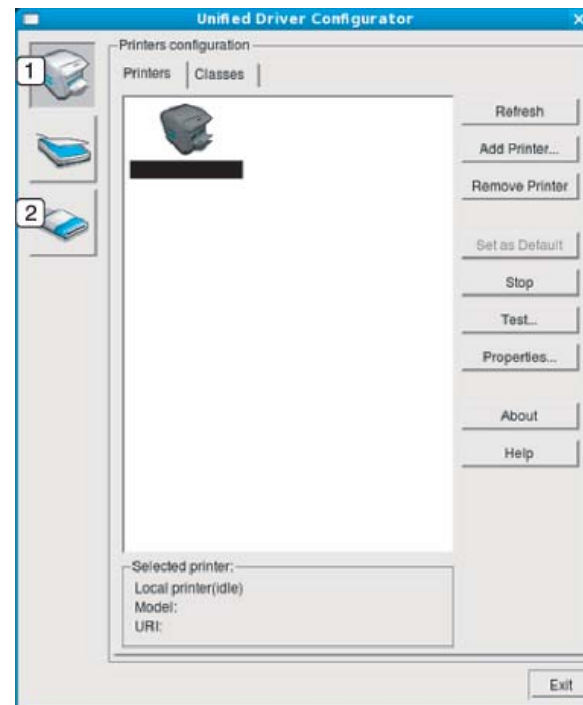 Unified Driver Configurator
Printers configuration
1
Printers
Classes
Refresh
Add Printer...
Remove Printer
2
Set as Default
Stop
Test...
Properties...
About
Help
Selected printer:
Local printer(idle)
Model:
URI:
Exit